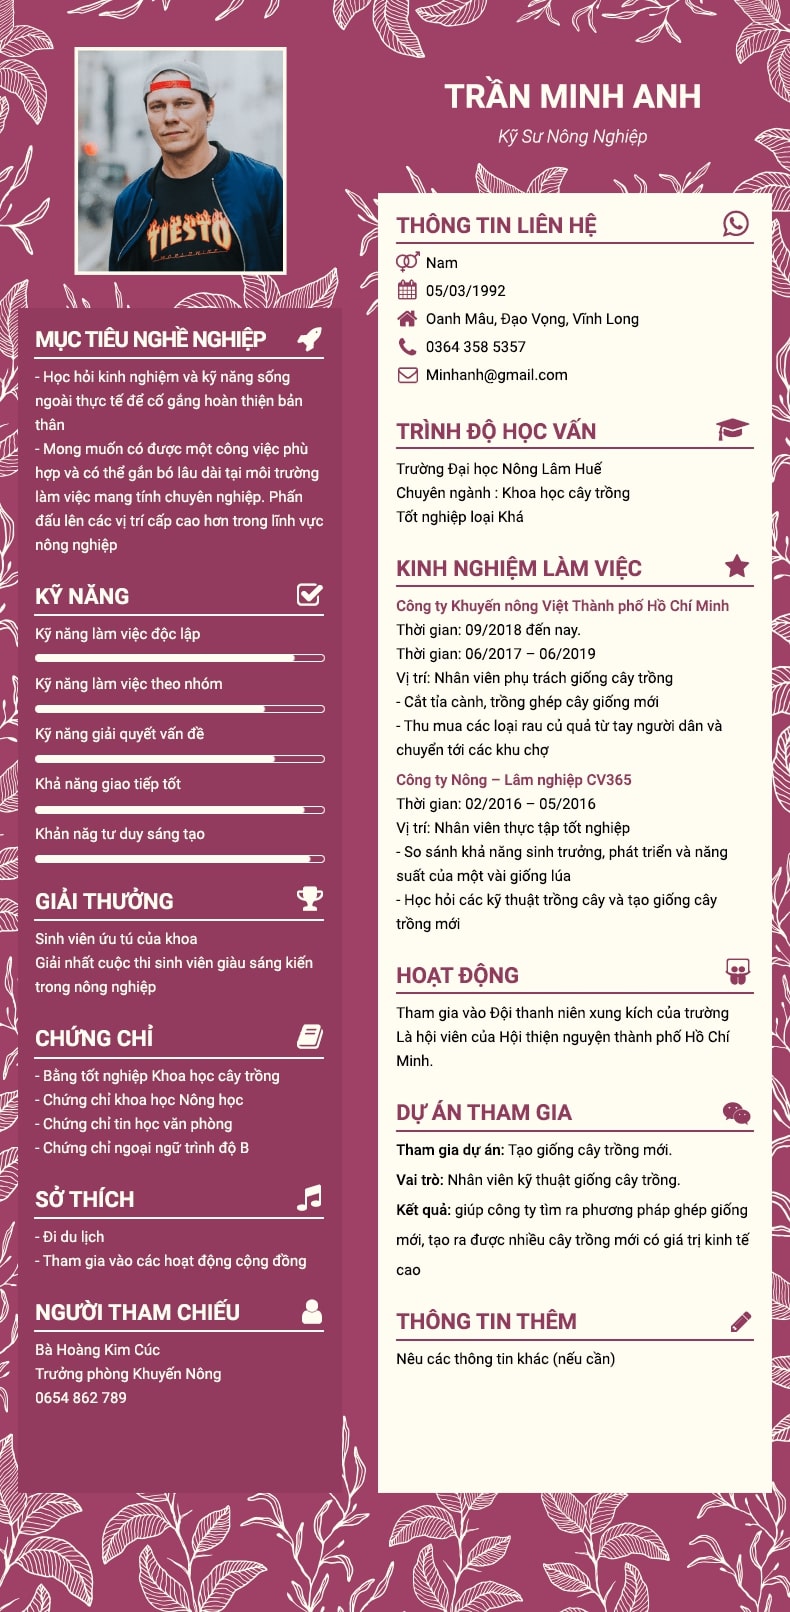 TIËSTO
WORLDWIDE
TRẦN MINH ANH
Kỹ Sư Nông Nghiệp
MỤC TIÊU NGHỀ NGHIỆP
- Học hỏi kinh nghiệm và kỹ năng sống
ngoài thực tế để cố gắng hoàn thiện bản
thân
- Mong muốn có được một công việc phù
hợp và có thể gắn bó lâu dài tại môi trường
làm việc mang tính chuyên nghiệp. Phấn
đấu lên các vị trí cấp cao hơn trong lĩnh vực
nông nghiệp
KỸ NĂNG
Kỹ năng làm việc độc lập
Kỹ năng làm việc theo nhóm
Kỹ năng giải quyết vấn đề
Khả năng giao tiếp tốt
Khản năg tư duy sáng tạo
GIẢI THƯỞNG
Sinh viên ứu tú của khoa
Giải nhất cuộc thi sinh viên giàu sáng kiến
trong nông nghiệp
CHỨNG CHỈ
- Bằng tốt nghiệp Khoa học cây trồng
- Chứng chỉ khoa học Nông học
- Chứng chỉ tin học văn phòng
- Chứng chỉ ngoại ngữ trình độ B
SỞ THÍCH
- Đi du lịch
- Tham gia vào các hoạt động cộng đồng
NGƯỜI THAM CHIẾU
Bà Hoàng Kim Cúc
Trưởng phòng Khuyến Nông
0654 862 789
THÔNG TIN LIÊN HỆ
Nam
05/03/1992
Oanh Mâu, Đạo Vọng, Vĩnh Long
0364 358 5357
Minhanh@gmail.com
TRÌNH ĐỘ HỌC VẤN
Trường Đại học Nông Lâm Huế
Chuyên ngành : Khoa học cây trồng
Tốt nghiệp loại Khá
KINH NGHIỆM LÀM VIỆC
Công ty Khuyến nông Việt Thành phố Hồ Chí Minh
Thời gian: 09/2018 đến nay.
Thời gian: 06/2017 – 06/2019
Vị trí: Nhân viên phụ trách giống cây trồng
- Cắt tỉa cành, trồng ghép cây giống mới
- Thu mua các loại rau củ quả từ tay người dân và
chuyển tới các khu chợ
Công ty Nông – Lâm nghiệp CV365
Thời gian: 02/2016 – 05/2016
Vị trí: Nhân viên thực tập tốt nghiệp
- So sánh khả năng sinh trưởng, phát triển và năng
suất của một vài giống lúa
- Học hỏi các kỹ thuật trồng cây và tạo giống cây
trồng mới
HOẠT ĐỘNG
Tham gia vào Đội thanh niên xung kích của trường
Là hội viên của Hội thiện nguyện thành phố Hồ Chí
Minh.
DỰ ÁN THAM GIA
Tham gia dự án: Tạo giống cây trồng mới.
Vai trò: Nhân viên kỹ thuật giống cây trồng.
Kết quả: giúp công ty tìm ra phương pháp ghép giống
mới, tạo ra được nhiều cây trồng mới có giá trị kinh tế
cao
THÔNG TIN THÊM
Nêu các thông tin khác (nếu cần)